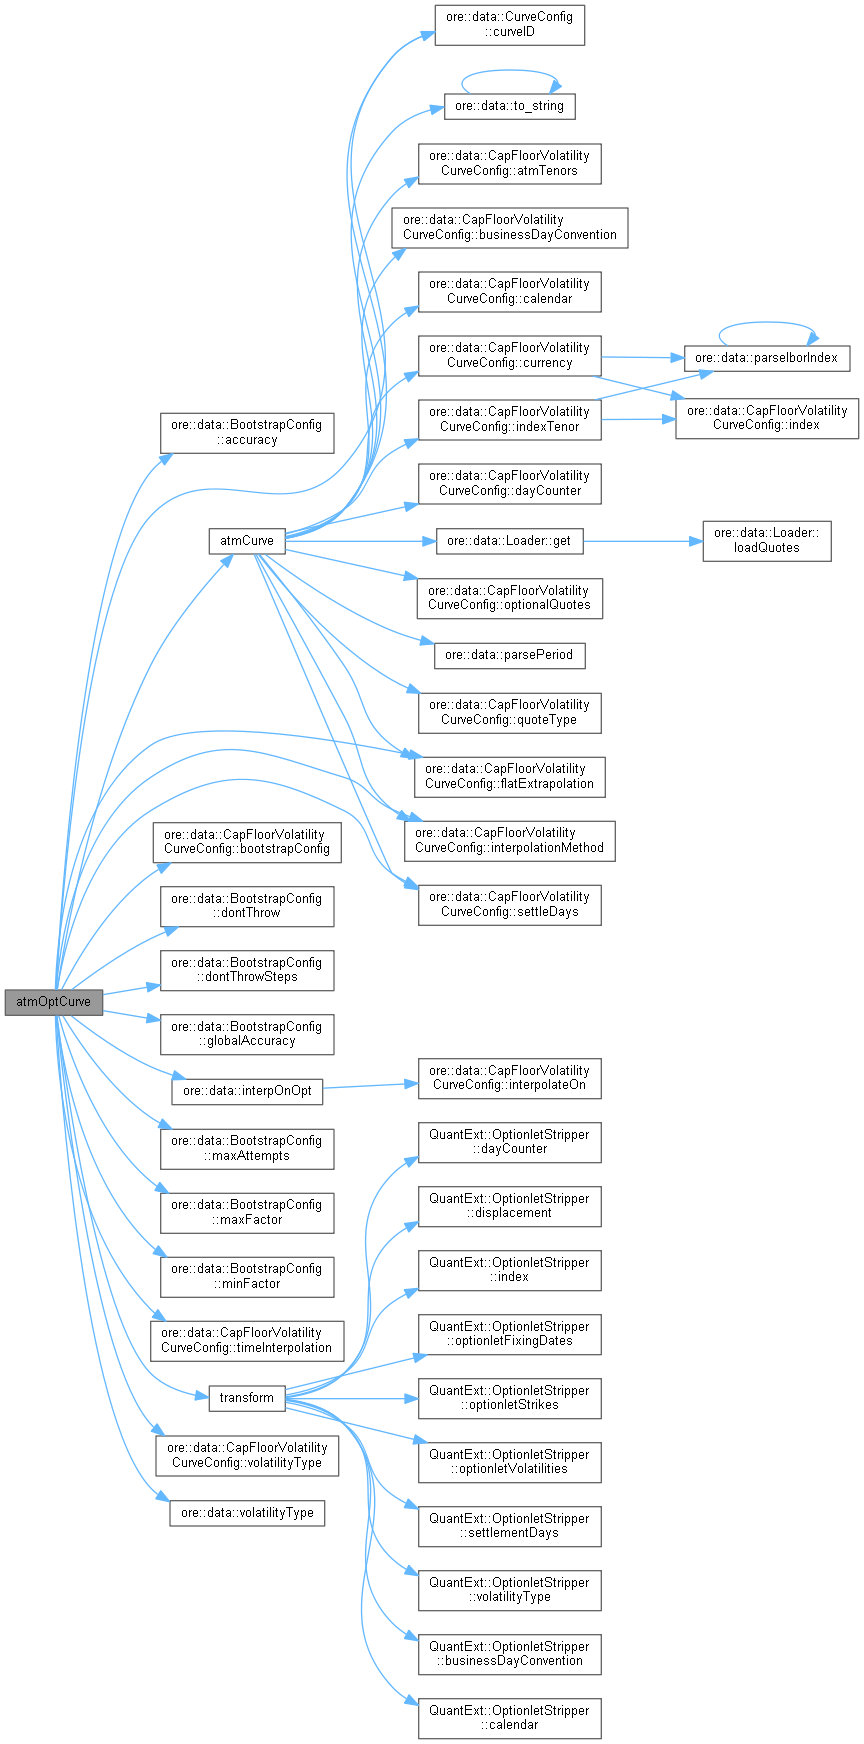 ore::data::CurveConfig
::curveID
ore::data::to_string
ore::data::CapFloorVolatility
CurveConfig::atmTenors
ore::data::CapFloorVolatility
CurveConfig::businessDayConvention
ore::data::CapFloorVolatility
CurveConfig::calendar
ore::data::CapFloorVolatility
CurveConfig::currency
ore::data::parseIborIndex
ore::data::CapFloorVolatility
CurveConfig::index
ore::data::CapFloorVolatility
CurveConfig::indexTenor
ore::data::BootstrapConfig
::accuracy
ore::data::CapFloorVolatility
CurveConfig::dayCounter
atmCurve
ore::data::Loader::get
ore::data::Loader::
loadQuotes
ore::data::CapFloorVolatility
CurveConfig::optionalQuotes
ore::data::parsePeriod
ore::data::CapFloorVolatility
CurveConfig::quoteType
ore::data::CapFloorVolatility
CurveConfig::flatExtrapolation
ore::data::CapFloorVolatility
CurveConfig::interpolationMethod
ore::data::CapFloorVolatility
CurveConfig::bootstrapConfig
ore::data::CapFloorVolatility
CurveConfig::settleDays
ore::data::BootstrapConfig
::dontThrow
ore::data::BootstrapConfig
::dontThrowSteps
atmOptCurve
ore::data::BootstrapConfig
::globalAccuracy
ore::data::interpOnOpt
ore::data::CapFloorVolatility
CurveConfig::interpolateOn
ore::data::BootstrapConfig
::maxAttempts
QuantExt::OptionletStripper
::dayCounter
ore::data::BootstrapConfig
::maxFactor
QuantExt::OptionletStripper
::displacement
ore::data::BootstrapConfig
::minFactor
QuantExt::OptionletStripper
::index
ore::data::CapFloorVolatility
CurveConfig::timeInterpolation
QuantExt::OptionletStripper
::optionletFixingDates
transform
QuantExt::OptionletStripper
::optionletStrikes
ore::data::CapFloorVolatility
CurveConfig::volatilityType
QuantExt::OptionletStripper
::optionletVolatilities
ore::data::volatilityType
QuantExt::OptionletStripper
::settlementDays
QuantExt::OptionletStripper
::volatilityType
QuantExt::OptionletStripper
::businessDayConvention
QuantExt::OptionletStripper
::calendar